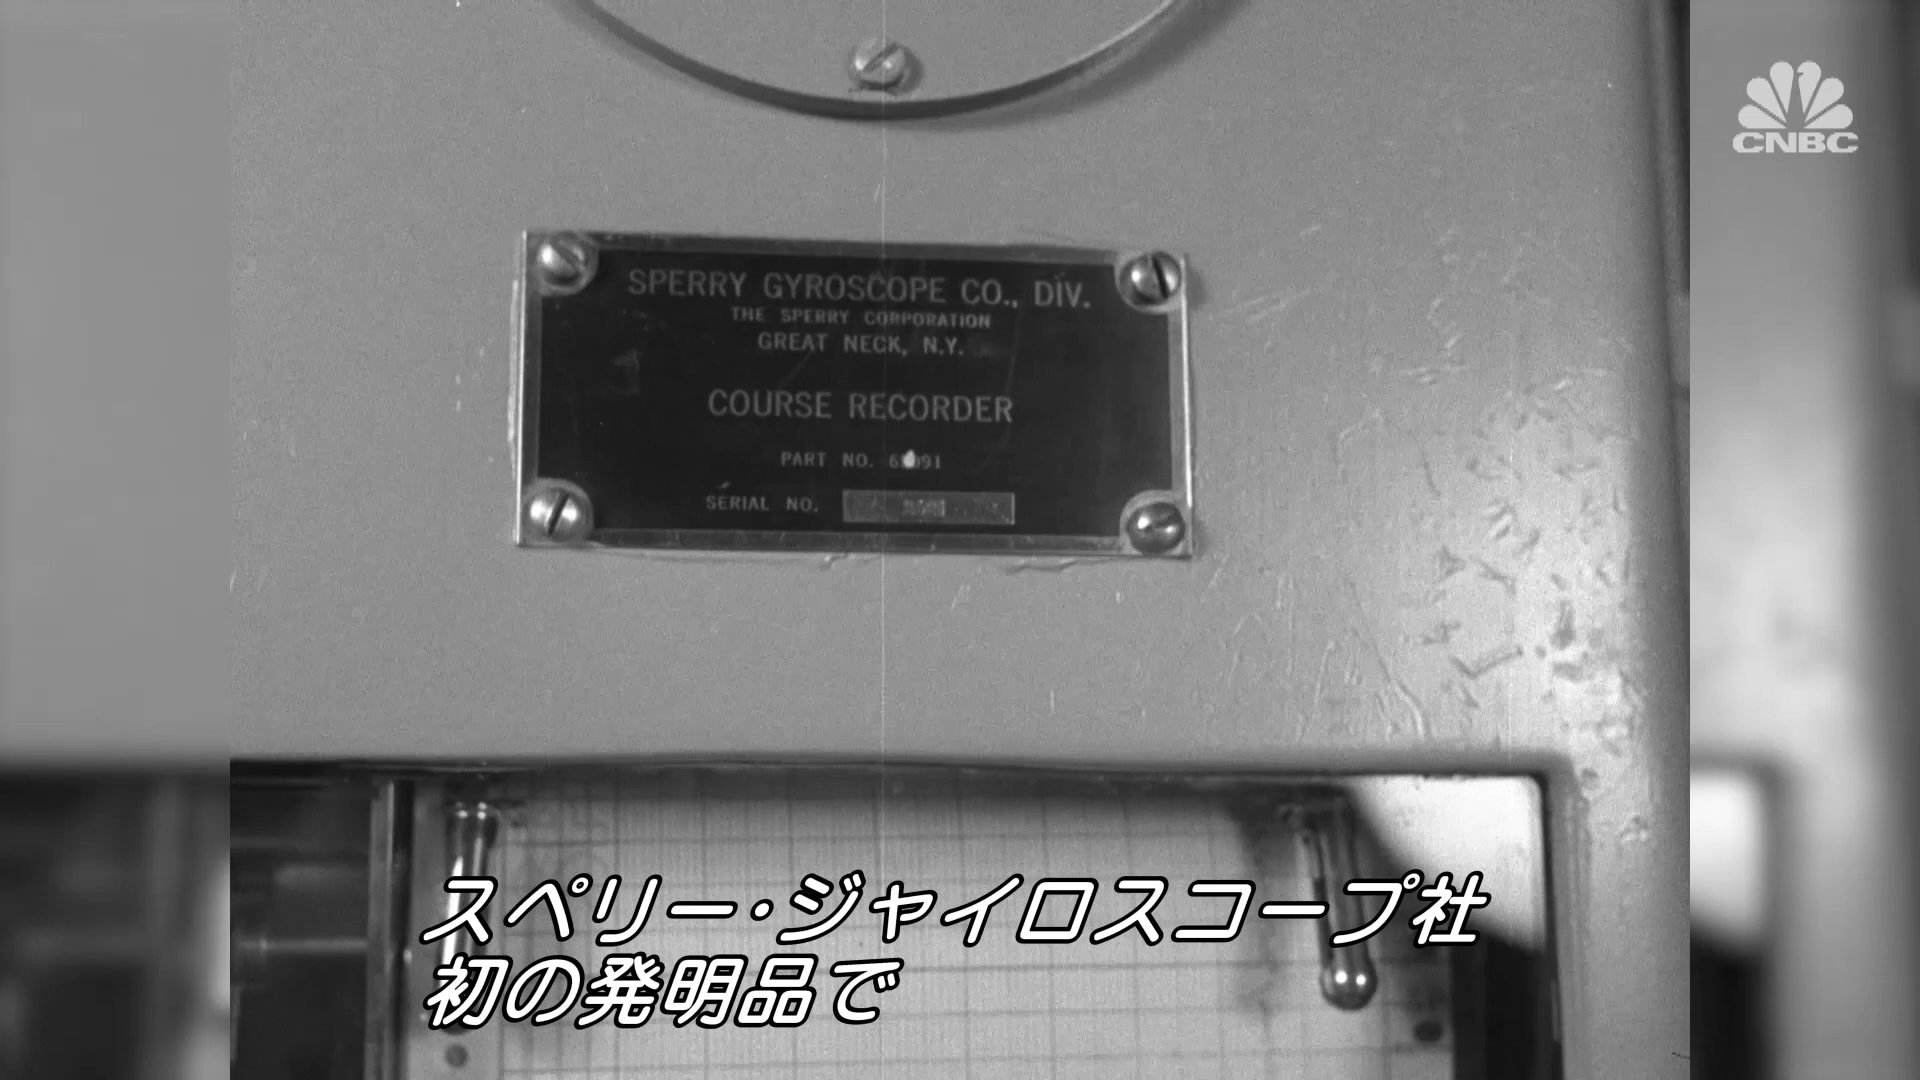 CNBC
SPERRY GYROSCOPE CO., DIV.
THE SPERRY CORPORATION
GREAT NECK, N.Y.
COURSE RECORDER
PART NO.
SERIAL NO.
スペリー・ジャイロスコープ社
初の発明品で